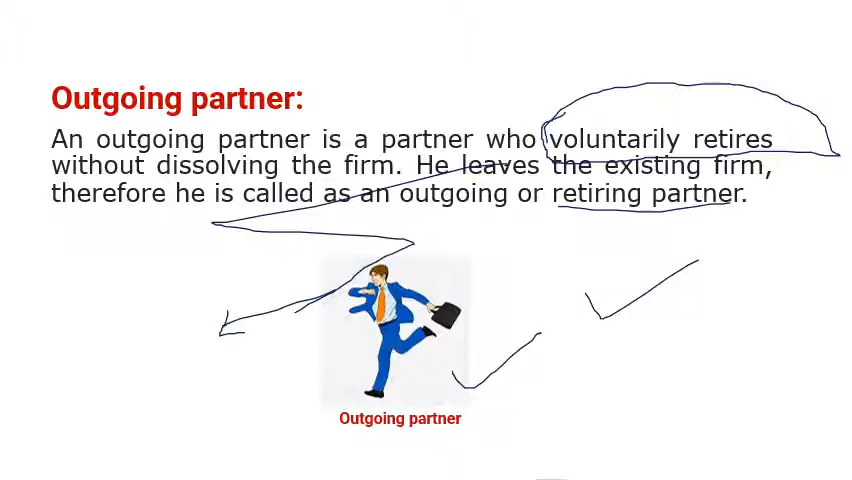 Outgoing partner:
An outgoing partner is a partner who voluntarily retires
without dissolving the firm. He leaves the existing firm,
therefore he is called as an outgoing or retiring partner.
Outgoing partner